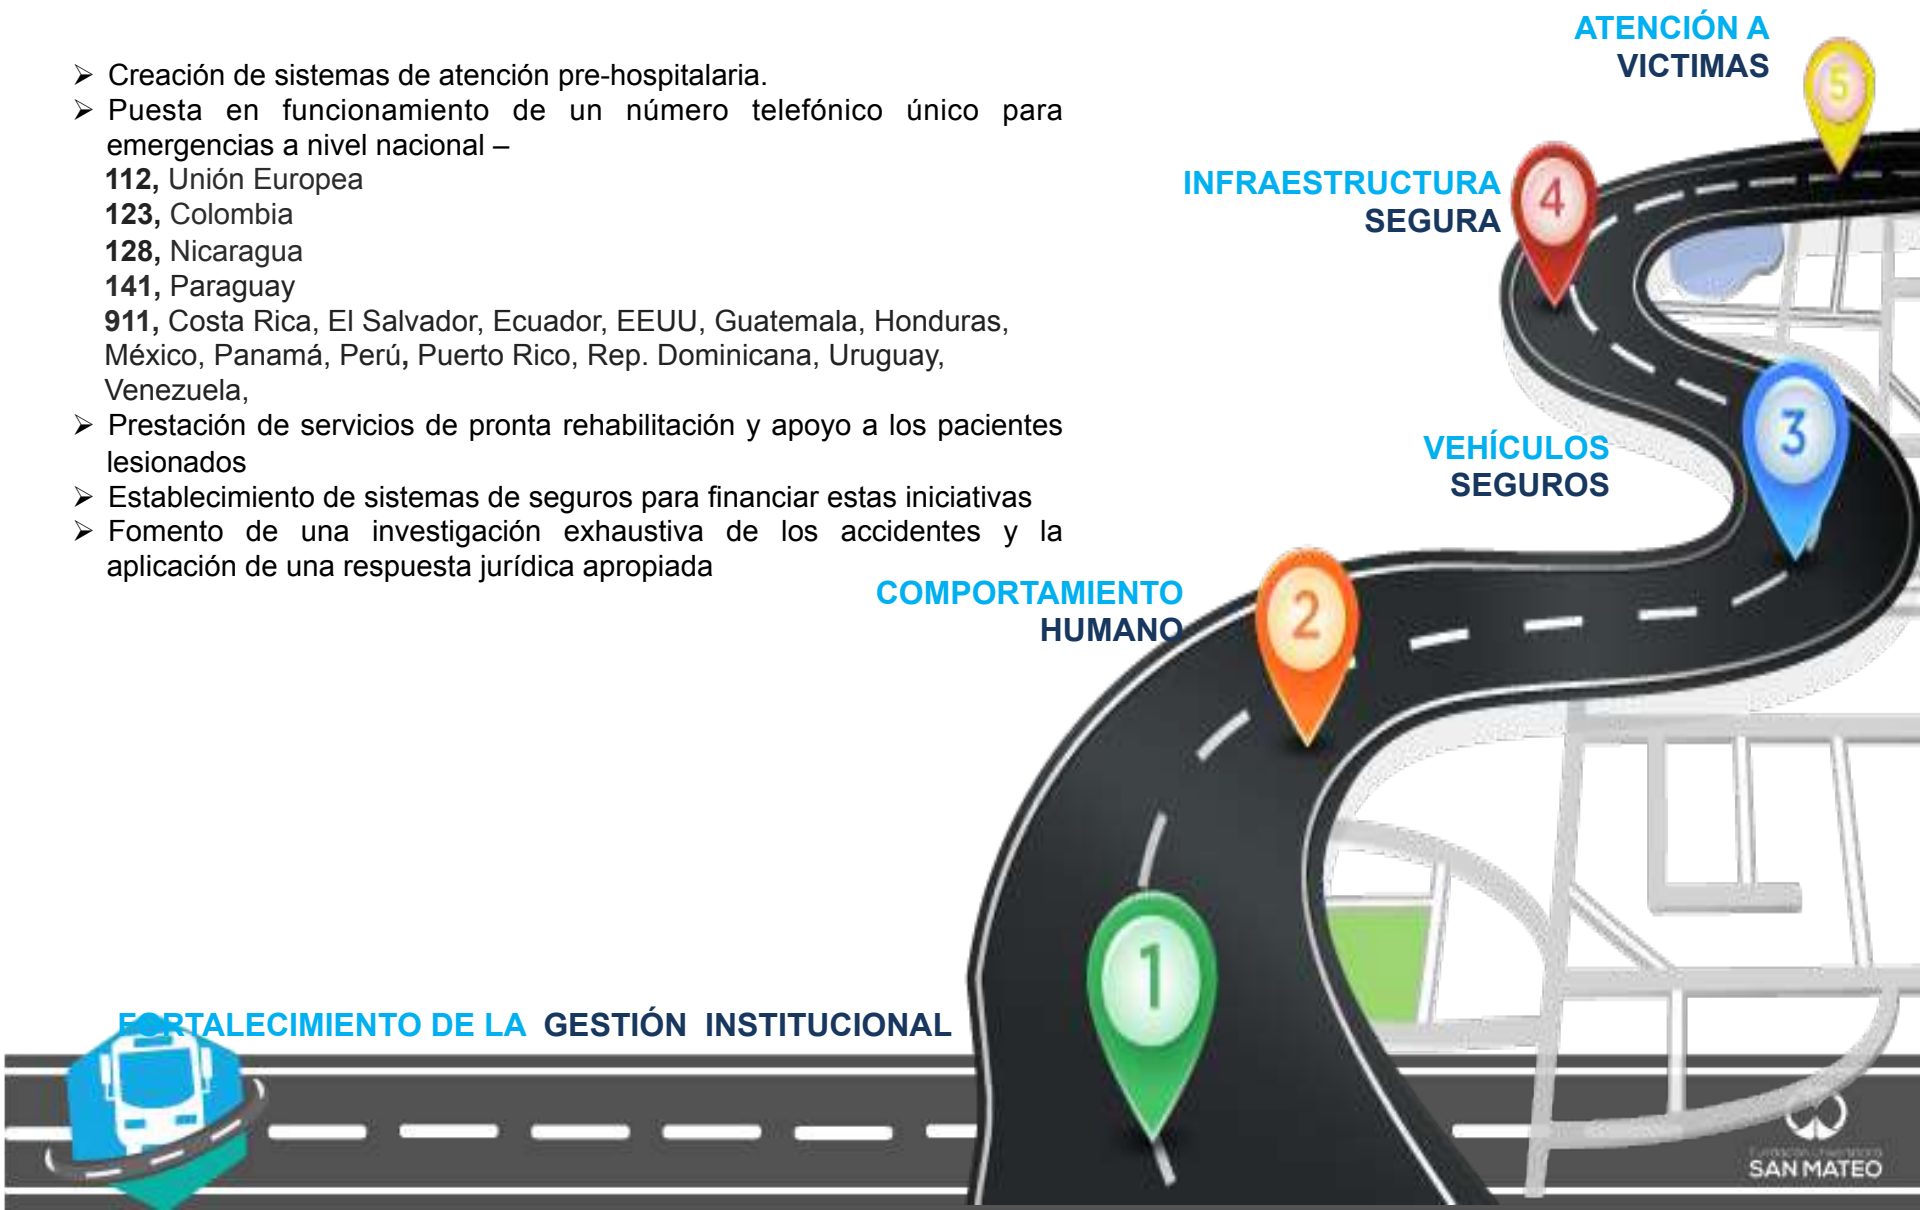 ➢ Creación de sistemas de atención pre-hospitalaria.
➢ Puesta en funcionamiento de un número telefónico único para
emergencias a nivel nacional –
112, Unión Europea
123, Colombia
128, Nicaragua
141, Paraguay
911, Costa Rica, El Salvador, Ecuador, EEUU, Guatemala, Honduras,
México, Panamá, Perú, Puerto Rico, Rep. Dominicana, Uruguay,
Venezuela,
➢ Prestación de servicios de pronta rehabilitación y apoyo a los pacientes
lesionados
➢ Establecimiento de sistemas de seguros para financiar estas iniciativas
➢ Fomento de una investigación exhaustiva de los accidentes y la
aplicación de una respuesta jurídica apropiada
ATENCIÓN A
VICTIMAS
5
INFRAESTRUCTURA
SEGURA
4
VEHÍCULOS
SEGUROS
3
COMPORTAMIENTO
HUMANO
2
1
FORTALECIMIENTO DE LA GESTIÓN INSTITUCIONAL
SAN MATEO